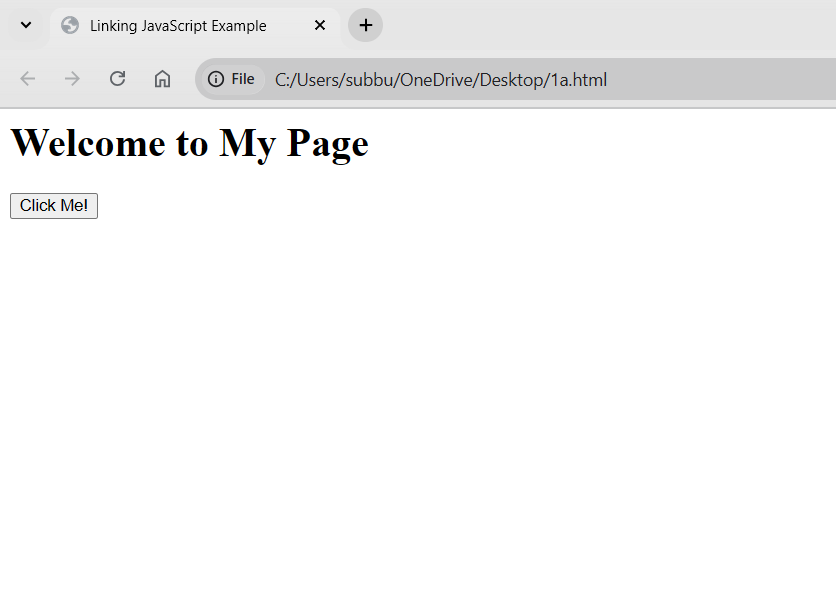 Linking JavaScript Example
File C:/Users/subbu/OneDrive/Desktop/1a.html
Welcome to My Page
Click Me!